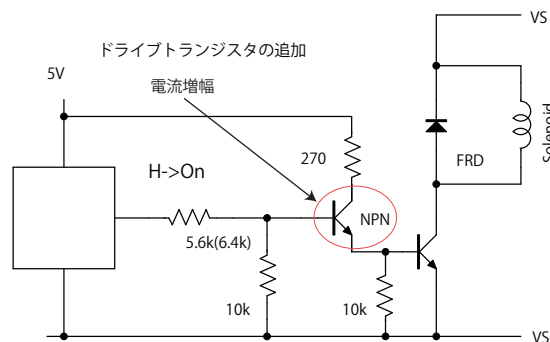 VS
ドライブトランジスタの追加
5V
電流増幅
Solenoid
270
FRD
H->On
NPN
5.6k(6.4k)
10k
10k
VS